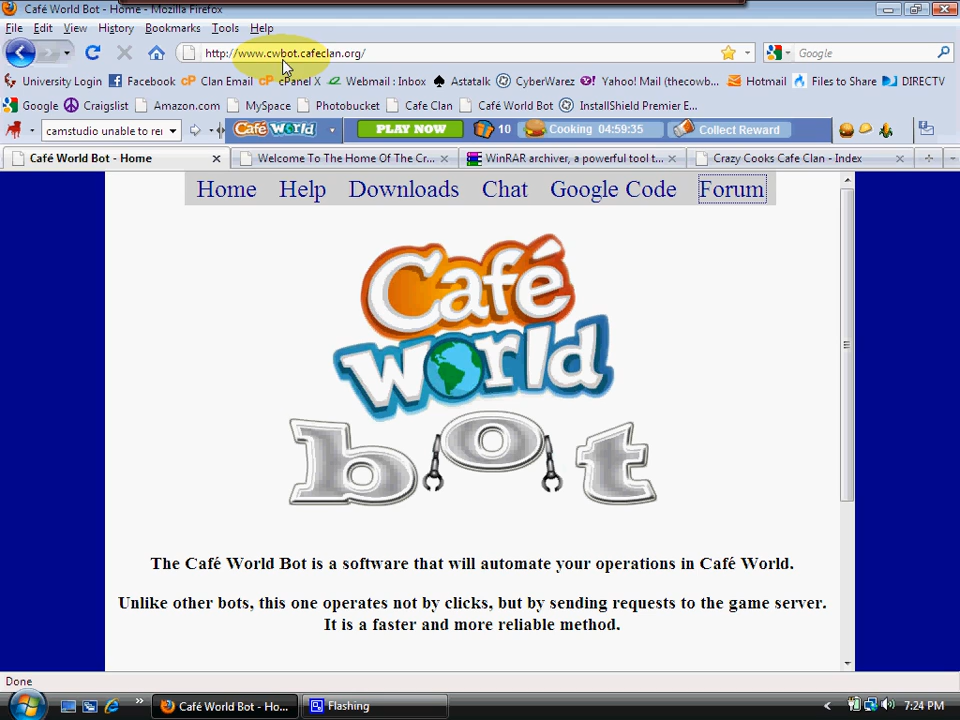 Café World Bot - Home - Mozilla Firefox
File Edit View History Bookmarks Tools Help
http://www.cwbot.cafeclan.org/
Google
University Login Facebook Clan Email cPanel X Webmail : Inbox Astatalk CyberWarez Yahoo! Mail (thecowb... Hotmail Files to Share DIRECTV
Google Craigslist Amazon.com MySpace Photobucket Cafe Clan Café World Bot InstallShield Premier E...
camstudio unable to re Café World PLAY NOW 10 Cooking 04:59:35 Collect Reward
Café World Bot - Home Welcome To The Home Of The Cr... WinRAR archiver, a powerful tool t... Crazy Cooks Cafe Clan - Index
Home Help Downloads Chat Google Code Forum
Café
World
bot
The Café World Bot is a software that will automate your operations in Café World.
Unlike other bots, this one operates not by clicks, but by sending requests to the game server.
It is a faster and more reliable method.
Done
Café World Bot - Ho... Flashing 7:24 PM